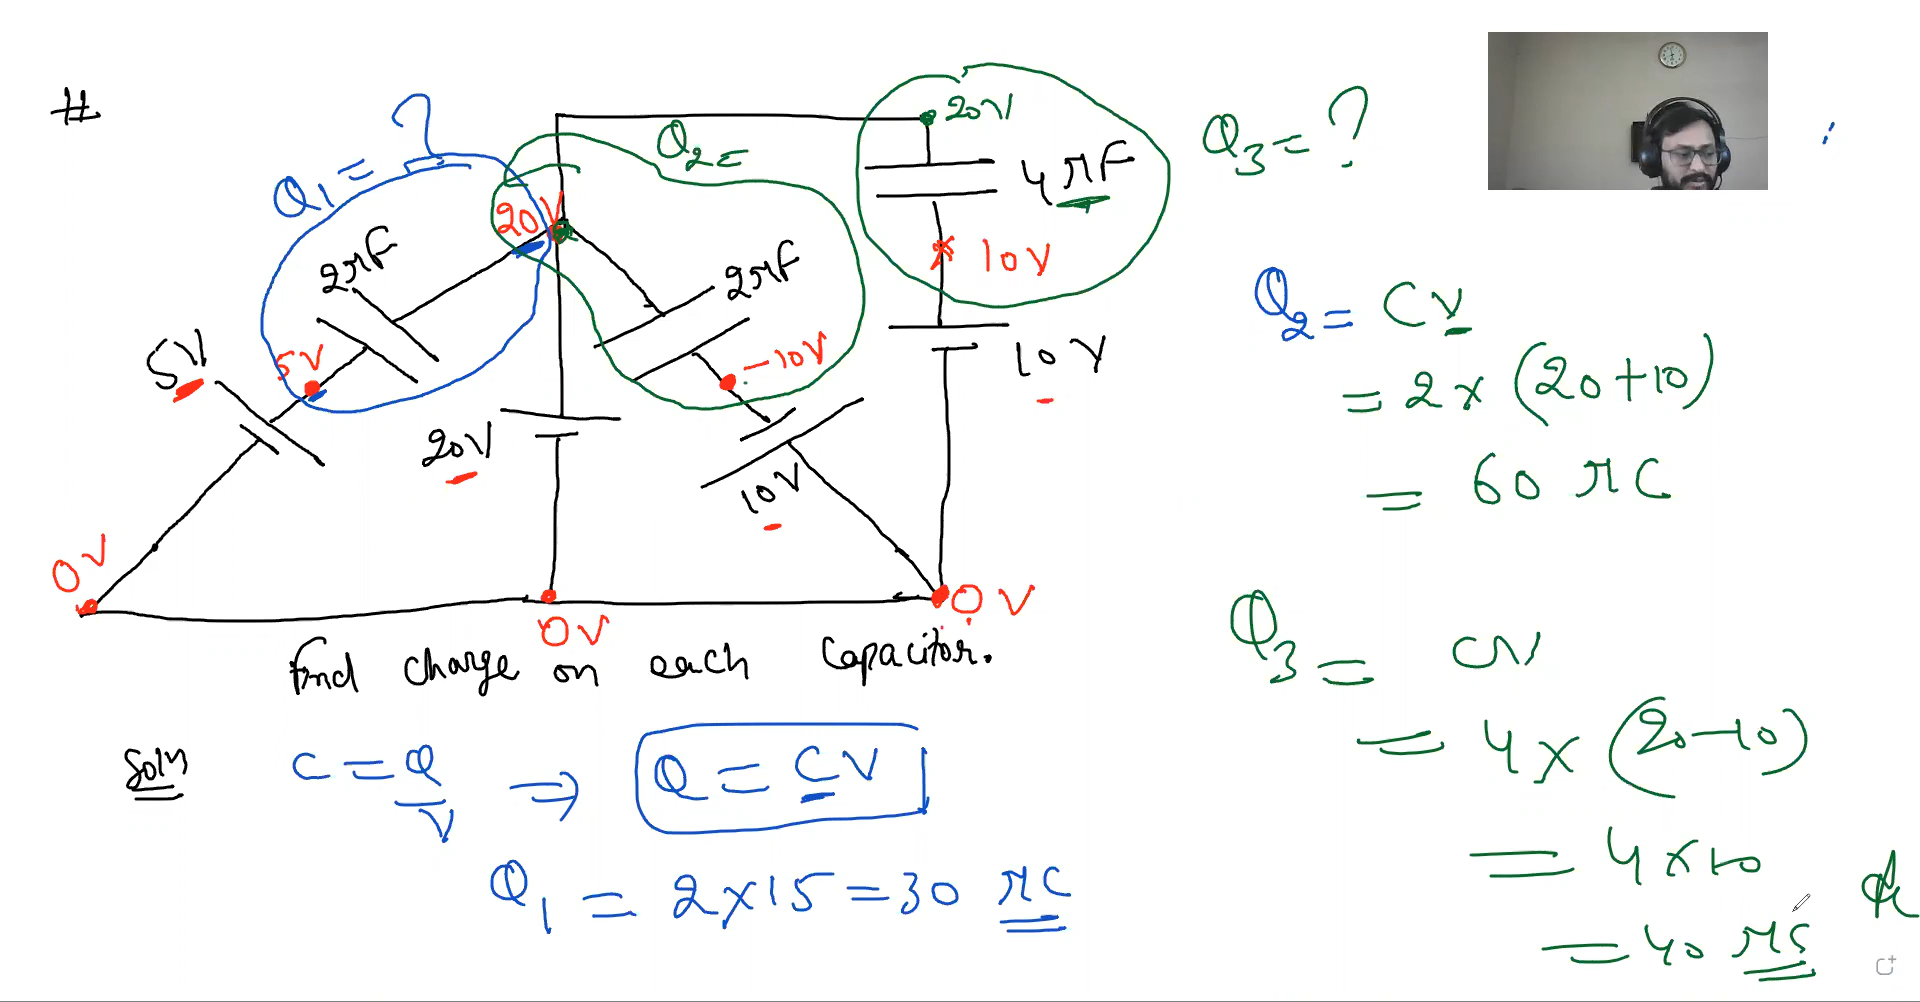 #
Q1 = ?
Q2 =
20V
Q3 = ?
4 μF
20V
2μF
2μF
10V
5V
5V
-10V
10V
20V
10V
0V
0V
0V
Find charge on each Capacitor.
Soln
C = Q/V ⇒ Q = CV
Q1 = 2×15 = 30 μC
Q2 = CV
= 2 × (20+10)
= 60 μC
Q3 = CV
= 4 × (20-10)
= 4×10
= 40 μC